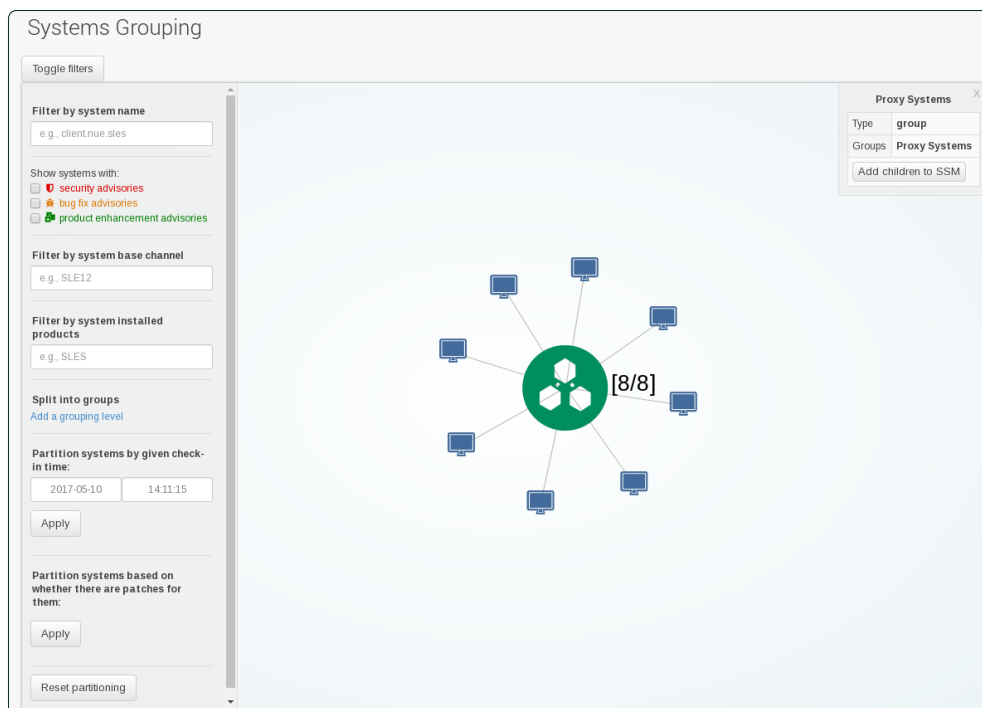 Systems Grouping
Toggle filters
Filter by system name
e.g., client.nue.sles
Show systems with:
security advisories
bug fix advisories
product enhancement advisories
Filter by system base channel
e.g., SLE12
Filter by system installed
products
e.g., SLES
Split into groups
Add a grouping level
Partition systems by given check-
in time:
2017-05-10 14:11:15
Apply
Partition systems based on
whether there are patches for
them:
Apply
Reset partitioning
[8/8]
X
Proxy Systems
Type group
Groups Proxy Systems
Add children to SSM